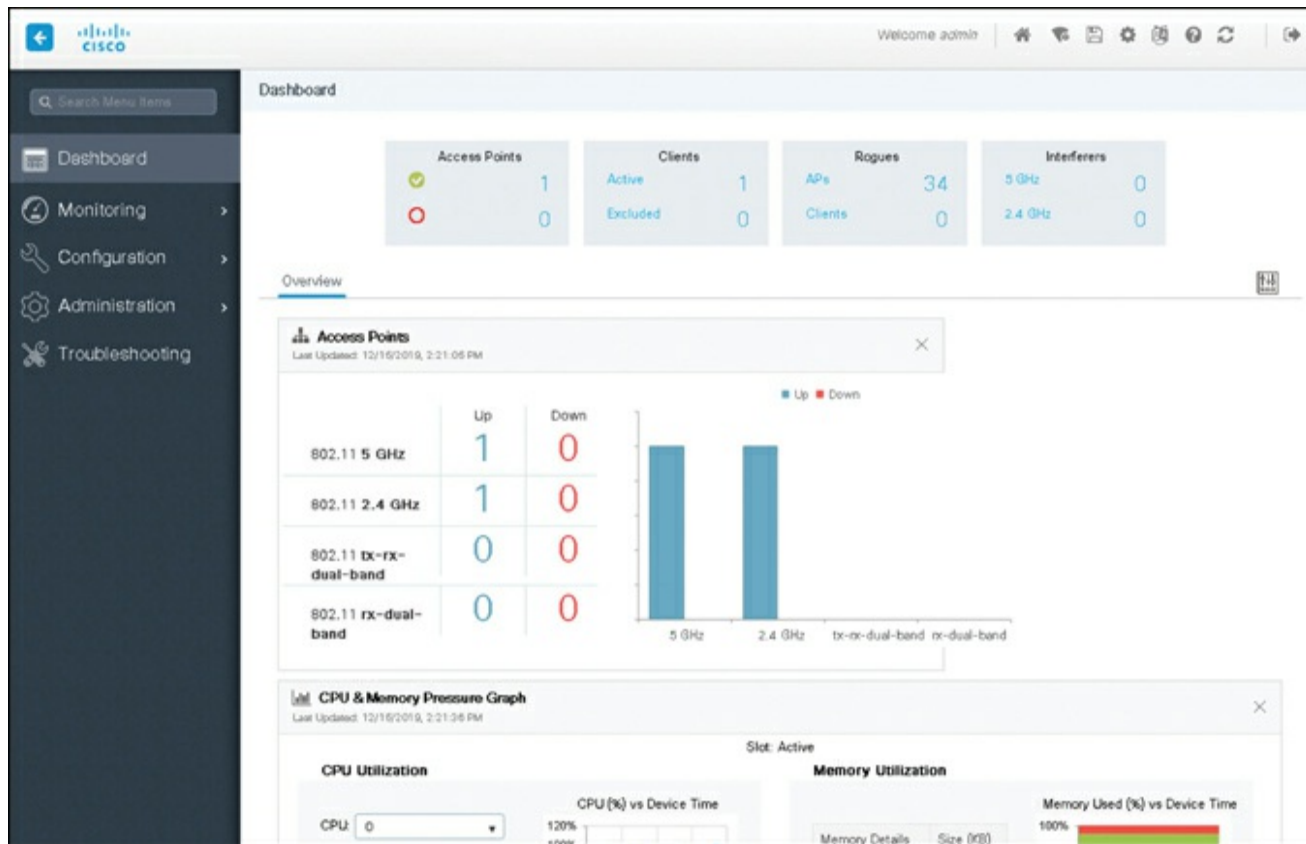 CISCO
Welcome admin
Search Menu Items
Dashboard
Monitoring
Configuration
Administration
Troubleshooting
Dashboard
Access Points
1
0
Clients
Active 1
Excluded 0
Rogues
APs 34
Clients 0
Interferers
5 GHz 0
2.4 GHz 0
Overview
Access Points
Last Updated: 12/16/2019, 2:21:06 PM
Up Down
Up Down
802.11 5 GHz 1 0
802.11 2.4 GHz 1 0
802.11 tx-rx-
dual-band 0 0
802.11 rx-dual-
band 0 0
5 GHz 2.4 GHz tx-rx-dual-band rx-dual-band
CPU & Memory Pressure Graph
Last Updated: 12/16/2019, 2:21:36 PM
Slot: Active
CPU Utilization
CPU: 0
CPU (%) vs Device Time
120%
100%
Memory Utilization
Memory Details Size (KB)
Memory Used (%) vs Device Time
100%